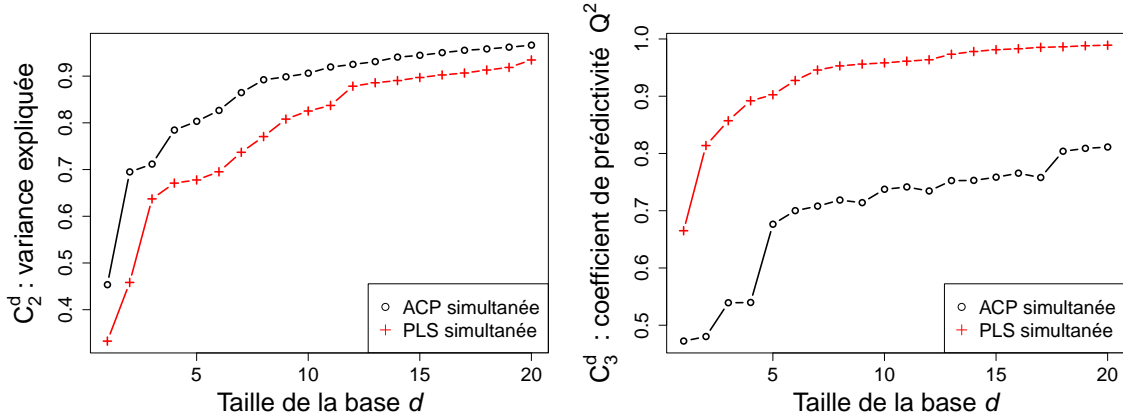 C₂ᵈ : variance expliquée
0.9
0.8
0.7
0.6
0.5
0.4
5
10
15
20
Taille de la base d
ACP simultanée
PLS simultanée
C₃ᵈ : coefficient de prédictivité Q²
1.0
0.9
0.8
0.7
0.6
0.5
5
10
15
20
Taille de la base d
ACP simultanée
PLS simultanée